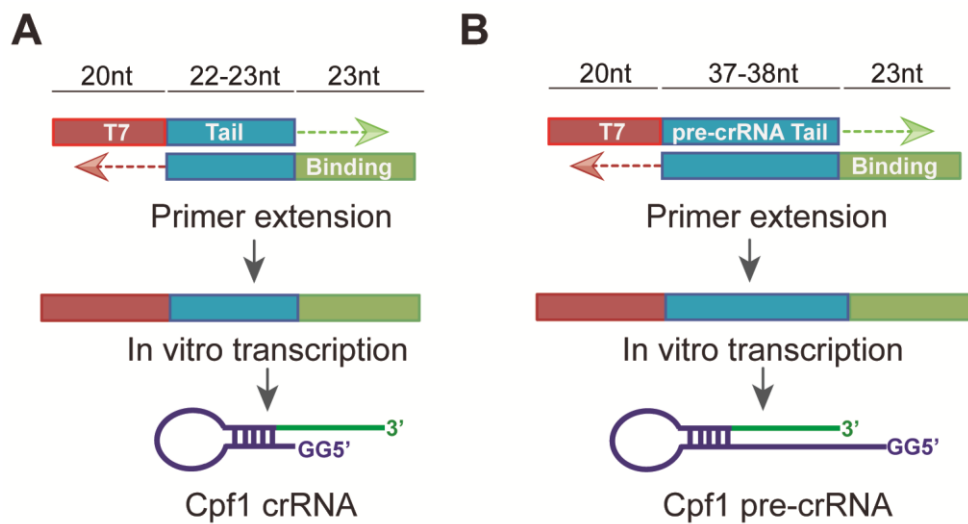 A
20nt 22-23nt 23nt
T7 Tail
Binding
Primer extension
In vitro transcription
3’
GG5’
Cpf1 crRNA
B
20nt 37-38nt 23nt
T7 pre-crRNA Tail
Binding
Primer extension
In vitro transcription
3’
GG5’
Cpf1 pre-crRNA